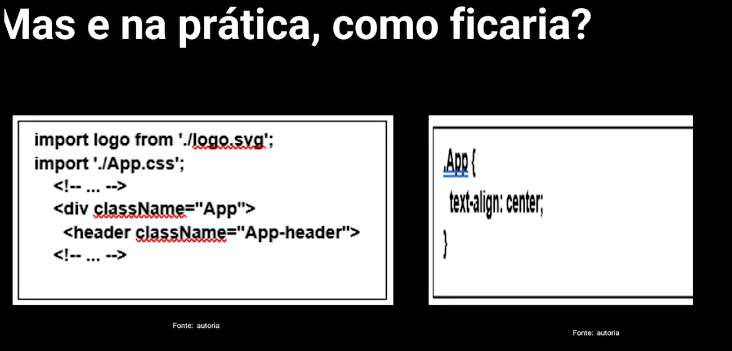 Mas e na prática, como ficaria?
import logo from './logo.svg';
import './App.css';
<!-- ... -->
<div className="App">
<header className="App-header">
<!-- ... -->
Fonte: autoria
.App {
text-align: center;
}
Fonte: autoria